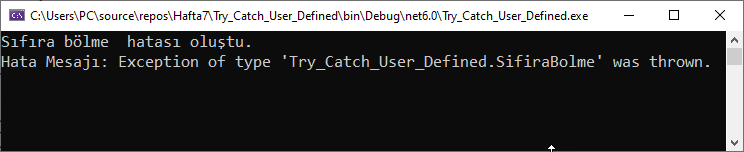 C:\Users\PC\source\repos\Hafta7\Try_Catch_User_Defined\bin\Debug\net6.0\Try_Catch_User_Defined.exe
Sıfıra bölme  hatası oluştu.
Hata Mesajı: Exception of type 'Try_Catch_User_Defined.SifiraBolme' was thrown.